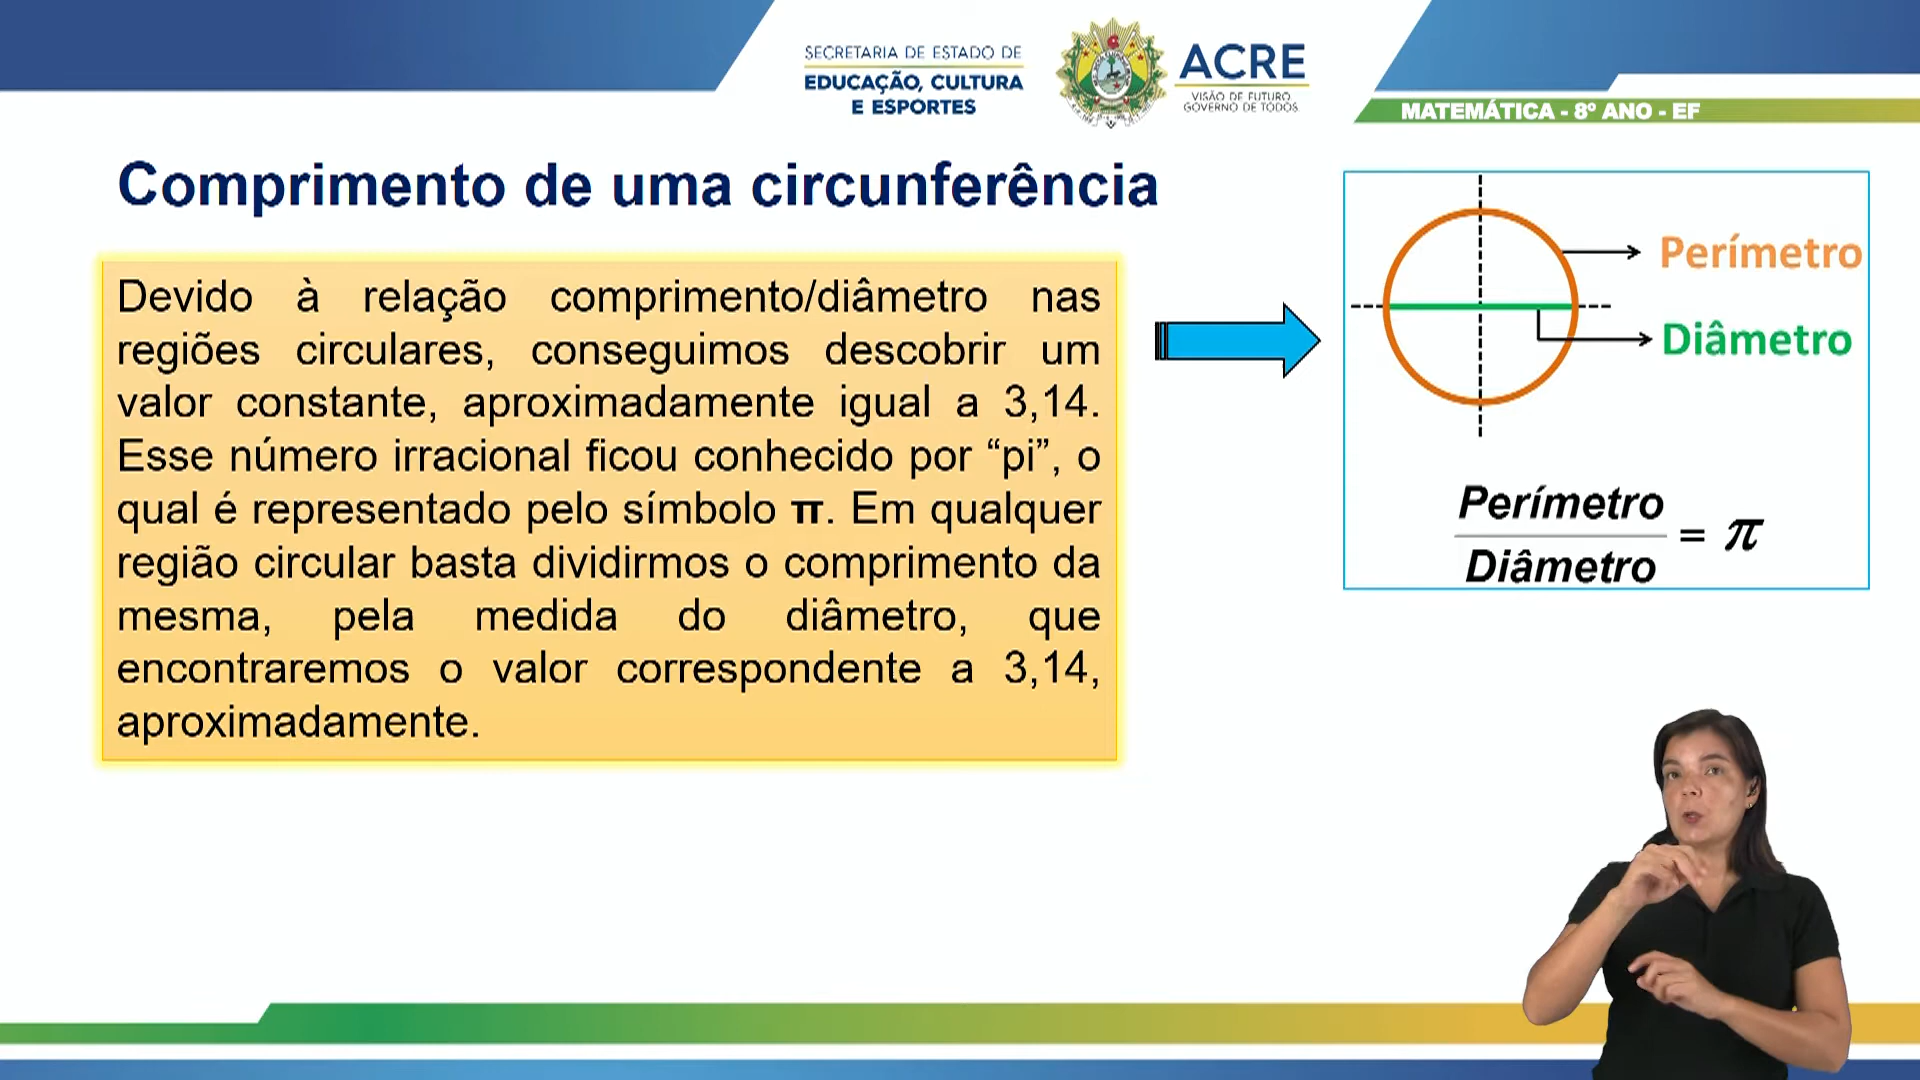 SECRETARIA DE ESTADO DE
EDUCAÇÃO, CULTURA
E ESPORTES
ACRE
VISÃO DE FUTURO
GOVERNO DE TODOS
MATEMÁTICA - 8º ANO - EF
Comprimento de uma circunferência
Devido à relação comprimento/diâmetro nas
regiões circulares, conseguimos descobrir um
valor constante, aproximadamente igual a 3,14.
Esse número irracional ficou conhecido por “pi”, o
qual é representado pelo símbolo π. Em qualquer
região circular basta dividirmos o comprimento da
mesma, pela medida do diâmetro, que
encontraremos o valor correspondente a 3,14,
aproximadamente.
Perímetro
Diâmetro
Perímetro
= π
Diâmetro